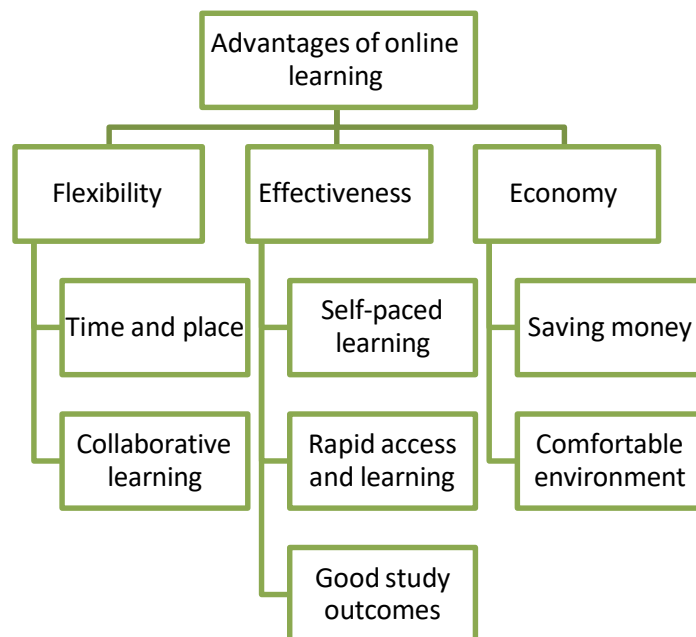 Advantages of online
learning
Flexibility
Effectiveness
Economy
Time and place
Self-paced
learning
Saving money
Collaborative
learning
Rapid access
and learning
Comfortable
environment
Good study
outcomes